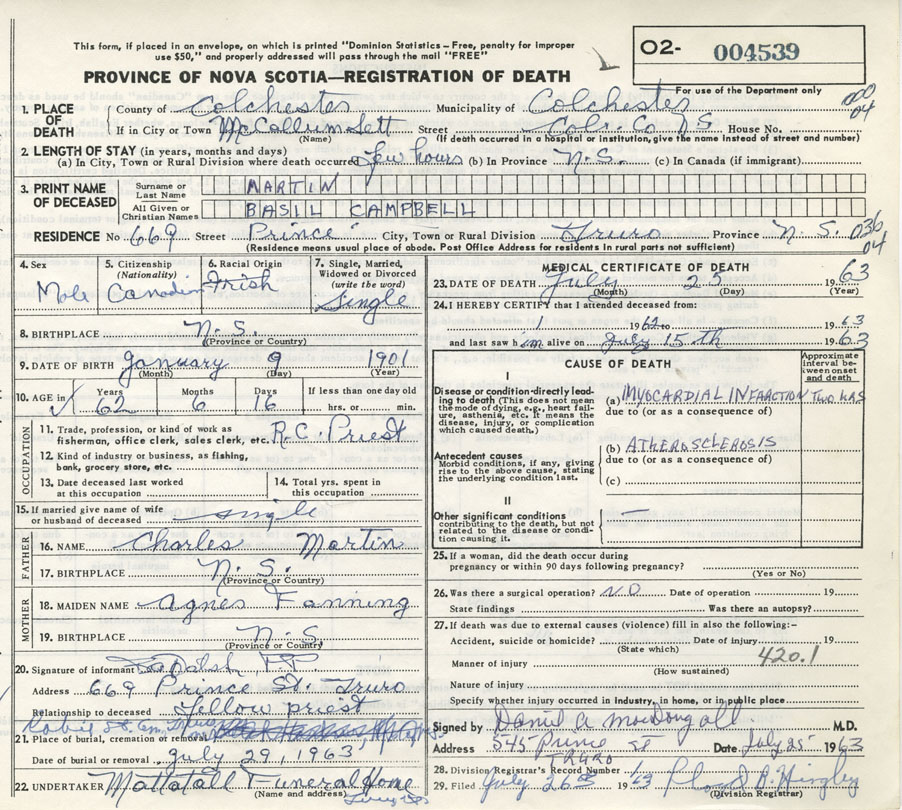 This form, if placed in an envelope, on which is printed "Dominion Statistics – Free, penalty for improper
use $50," and properly addressed will pass through the mail "FREE"
PROVINCE OF NOVA SCOTIA—REGISTRATION OF DEATH
O2- 004539
For use of the Department only
1. PLACE OF DEATH
County of Colchester Municipality of Colchester
If in City or Town McCallum Sett Street Col. Co. N S House No.
(Name) (If death occurred in a hospital or institution, give the name instead of street and number)
04
2. LENGTH OF STAY (in years, months and days)
(a) In City, Town or Rural Division where death occurred few hours (b) In Province N. S. (c) In Canada (if immigrant)
3. PRINT NAME OF DECEASED
Surname or Last Name MARTIN
All Given or Christian Names BASIL CAMPBELL
RESIDENCE No 669 Street Prince City, Town or Rural Division Truro Province N. S.
(Residence means usual place of abode. Post Office Address for residents in rural parts not sufficient)
036
04
4. Sex
Male
5. Citizenship
(Nationality)
Canadien
6. Racial Origin
Irish
7. Single, Married,
Widowed or Divorced
(write the word)
Single
8. BIRTHPLACE N. S.
(Province or Country)
9. DATE OF BIRTH January 9 1901
(Month) (Day) (Year)
10. AGE in Years Months Days If less than one day old
62 6 16 hrs. or min.
OCCUPATION
11. Trade, profession, or kind of work as
fisherman, office clerk, sales clerk, etc. R.C. Priest
12. Kind of industry or business, as fishing,
bank, grocery store, etc.
13. Date deceased last worked
at this occupation
14. Total yrs. spent in
this occupation
15. If married give name of wife
or husband of deceased single
FATHER
16. NAME Charles Martin
17. BIRTHPLACE N. S.
(Province or Country)
MOTHER
18. MAIDEN NAME Agnes Fanning
19. BIRTHPLACE N. S.
(Province or Country)
20. Signature of informant P.P.
Address 669 Prince St. Truro
Relationship to deceased Fellow priest
21. Place of burial, cremation or removal
Date of burial or removal July 29, 1963
22. UNDERTAKER Mattatall Funeral Home
(Name and address)
MEDICAL CERTIFICATE OF DEATH
23. DATE OF DEATH July 25 1963
(Month) (Day) (Year)
24. I HEREBY CERTIFY that I attended deceased from:
1 1962 to 1963
and last saw him alive on July 15 th 1963
CAUSE OF DEATH
Approximate
interval be-
tween onset
and death
I
Disease or condition directly lead-
ing to death (This does not mean
the mode of dying, e.g., heart fail-
ure, asthenia, etc. It means the
disease, injury, or complication
which caused death.)
(a) MYOCARDIAL INFARCTION TWO HRS
due to (or as a consequence of)
Antecedent causes
Morbid conditions, if any, giving
rise to the above cause, stating
the underlying condition last.
(b) ATHEROSCLEROSIS
due to (or as a consequence of)
(c)
II
Other significant conditions
contributing to the death, but not
related to the disease or condi-
tion causing it.
—
25. If a woman, did the death occur during
pregnancy or within 90 days following pregnancy?
(Yes or No)
26. Was there a surgical operation? NO Date of operation 19
State findings Was there an autopsy?
27. If death was due to external causes (violence) fill in also the following:–
Accident, suicide or homicide? Date of injury 19
(State which)
420.1
Manner of injury
(How sustained)
Nature of injury
Specify whether injury occurred in industry, in home, or in public place
Signed by Daniel A MacDougall M.D.
Address 545 Prince St TRURO Date July 25 1963
28. Division Registrar's Record Number
29. Filed July 26 1963
(Division Registrar)